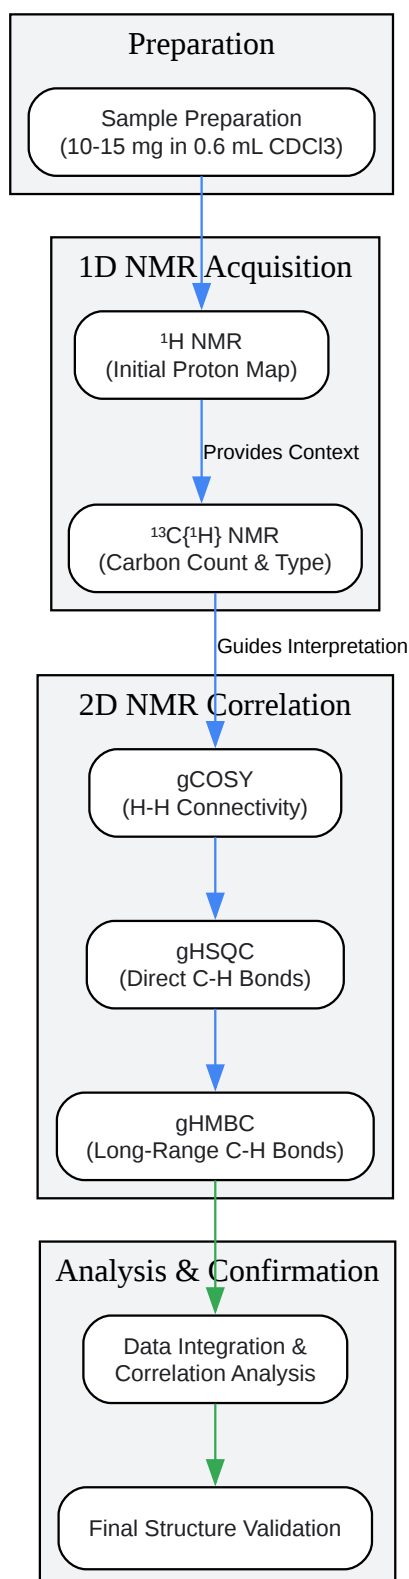 Preparation
Sample Preparation
(10-15 mg in 0.6 mL CDCl3)
1D NMR Acquisition
¹H NMR
(Initial Proton Map)
Provides Context
¹³C{¹H} NMR
(Carbon Count & Type)
Guides Interpretation
2D NMR Correlation
gCOSY
(H-H Connectivity)
gHSQC
(Direct C-H Bonds)
gHMBC
(Long-Range C-H Bonds)
Analysis & Confirmation
Data Integration &
Correlation Analysis
Final Structure Validation